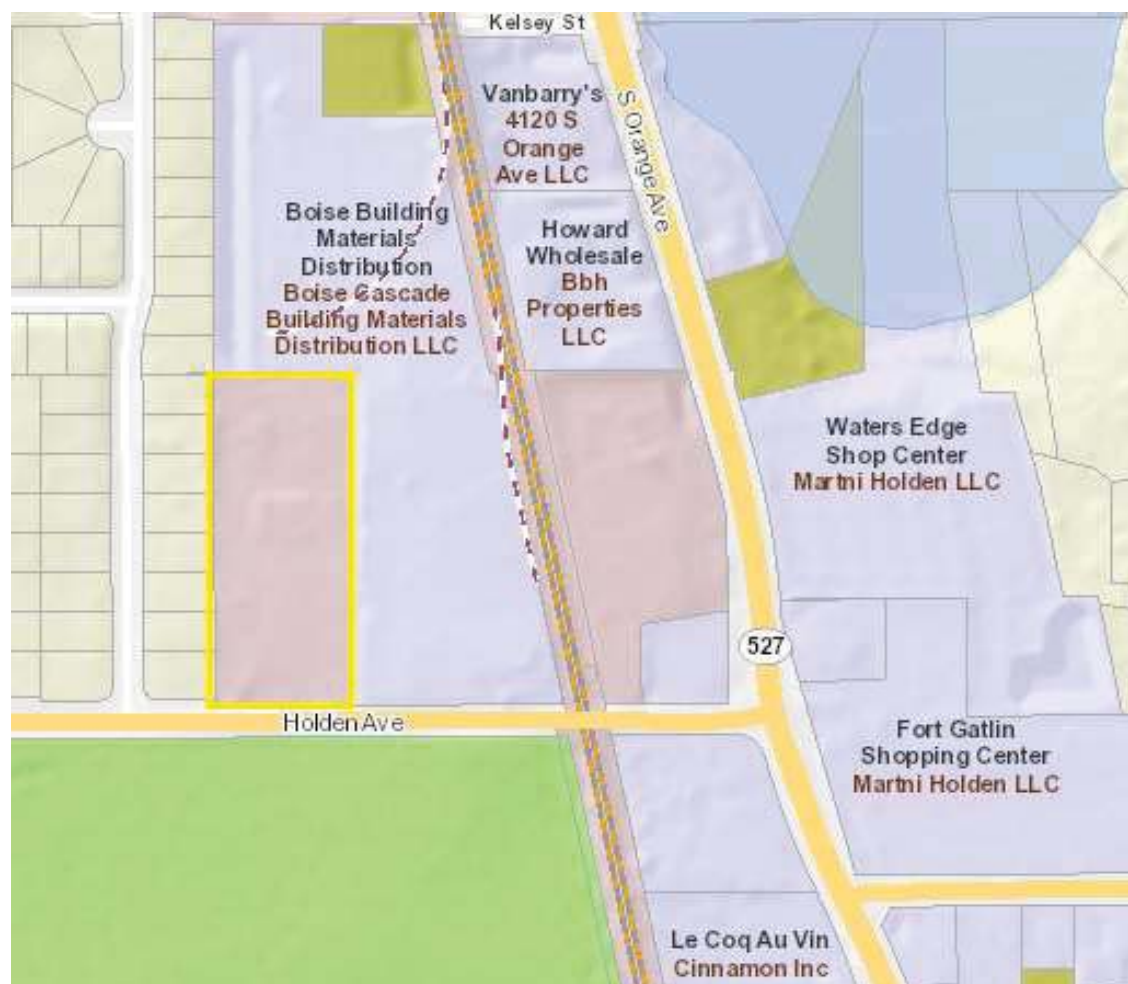 Kelsey St
Vanbarry's
4120 S
Orange
Ave LLC
S Orange Ave
Boise Building
Materials
Distribution
Boise Cascade
Building Materials
Distribution LLC
Howard
Wholesale
Bbh
Properties
LLC
Waters Edge
Shop Center
Martni Holden LLC
527
Holden Ave
Fort Gatlin
Shopping Center
Martni Holden LLC
Le Coq Au Vin
Cinnamon Inc